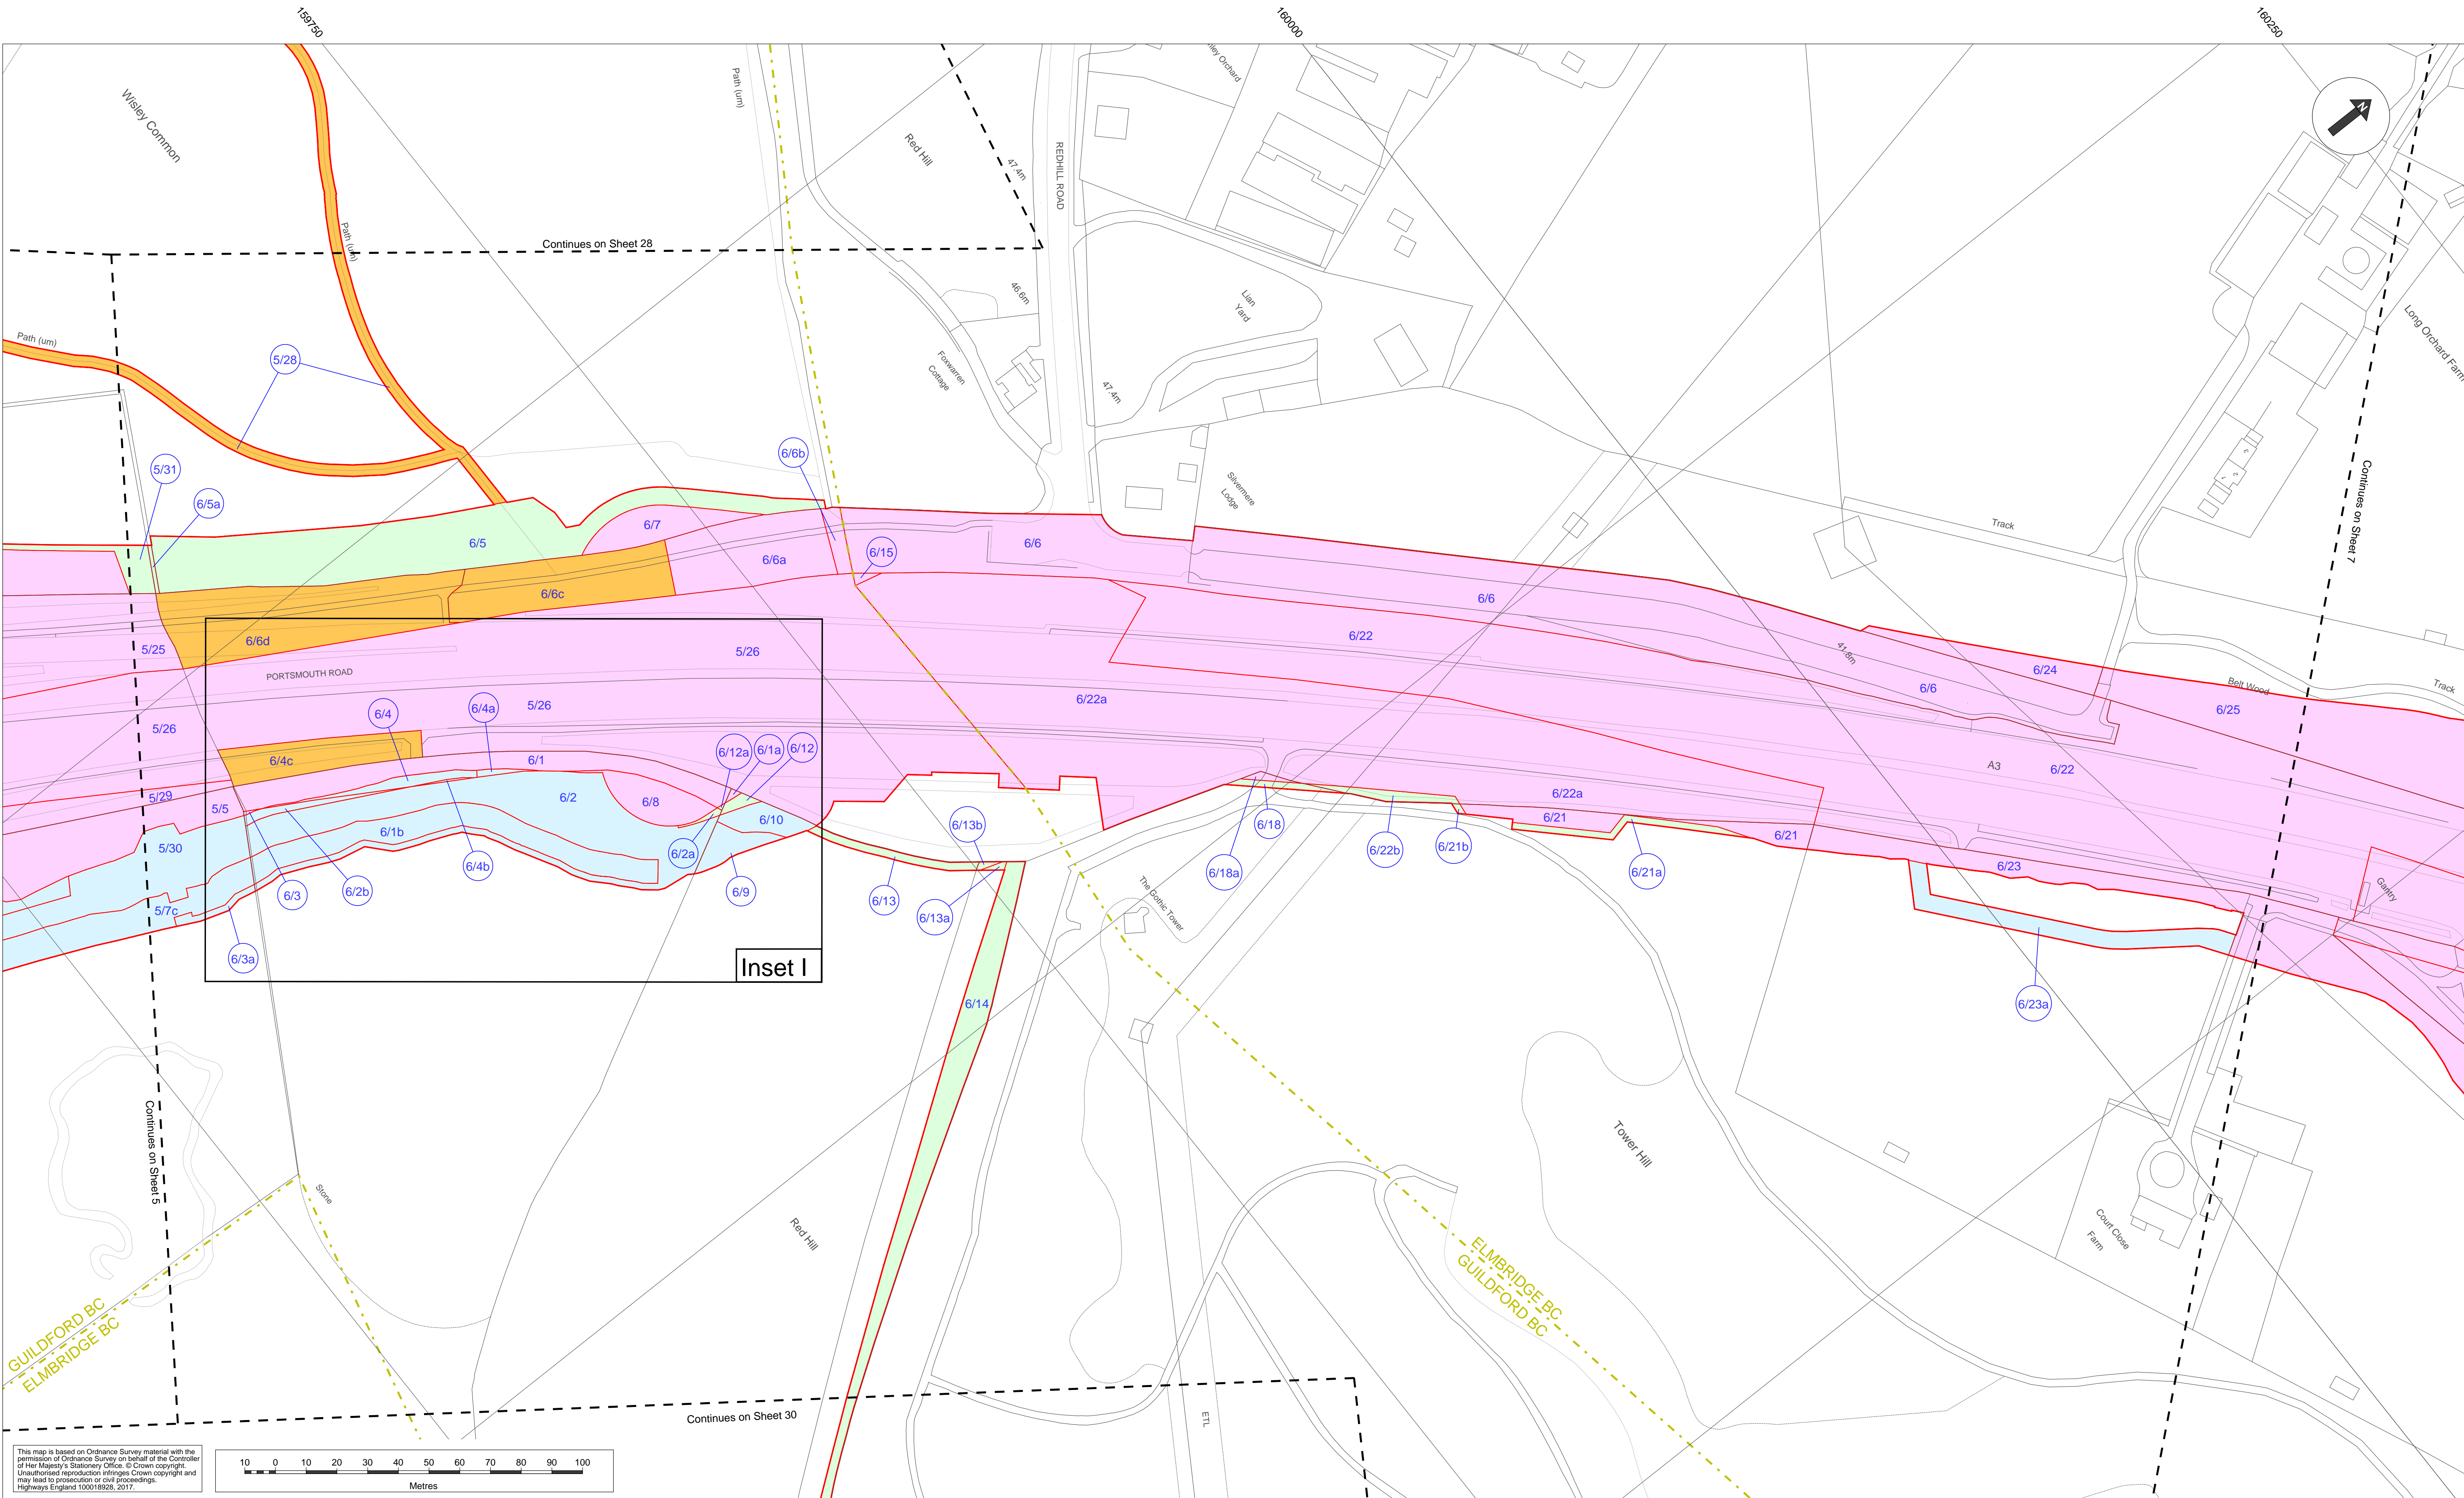 159750
160000
160250
Wisley Common
Path (um)
Red Hill
47.4m
REDHILL ROAD
N
Path (um)
Continues on Sheet 28
46.6m
Lian
Yard
Long Orchard Farm
Path (um)
5/28
Foxwarren
Cottage
47.4m
Continues on Sheet 7
5/31
6/5a
6/6b
Silvermere
Lodge
Track
6/5
6/7
6/6a
6/15
6/6
6/6c
6/6
6/6d
5/25
5/26
6/22
41.8m
6/24
PORTSMOUTH ROAD
6/6
Belt Wood
Track
5/26
6/4
6/4a
5/26
6/22a
6/25
6/12a
6/1a
6/12
6/4c
6/1
A3
6/22
5/29
5/5
6/2
6/8
6/10
6/22a
6/18
6/21
6/21
5/30
6/1b
6/13b
6/22b
6/21b
6/2a
6/4b
6/18a
6/21a
6/23
5/7c
6/3
6/2b
6/9
6/13
6/13a
The Gothic Tower
Gantry
6/3a
Inset I
6/14
6/23a
Continues on Sheet 5
Stone
Red Hill
Tower Hill
Court Close
Farm
ELMBRIDGE BC
GUILDFORD BC
GUILDFORD BC
ELMBRIDGE BC
ETL
Continues on Sheet 30
This map is based on Ordnance Survey material with the
permission of Ordnance Survey on behalf of the Controller
of Her Majesty's Stationery Office. © Crown copyright.
Unauthorised reproduction infringes Crown copyright and
may lead to prosecution or civil proceedings.
Highways England 100018928, 2017.
10 0 10 20 30 40 50 60 70 80 90 100
Metres